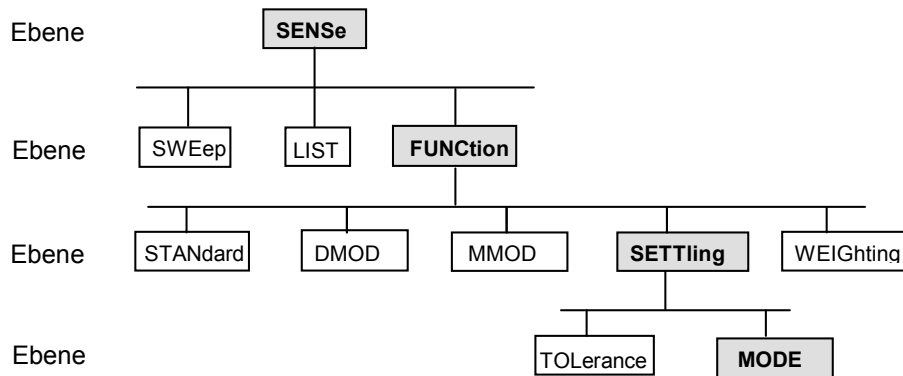 Ebene SENSe
Ebene SWEep LIST FUNCtion
Ebene STANdard DMOD MMOD SETTling WEIGhting
Ebene TOLerance MODE